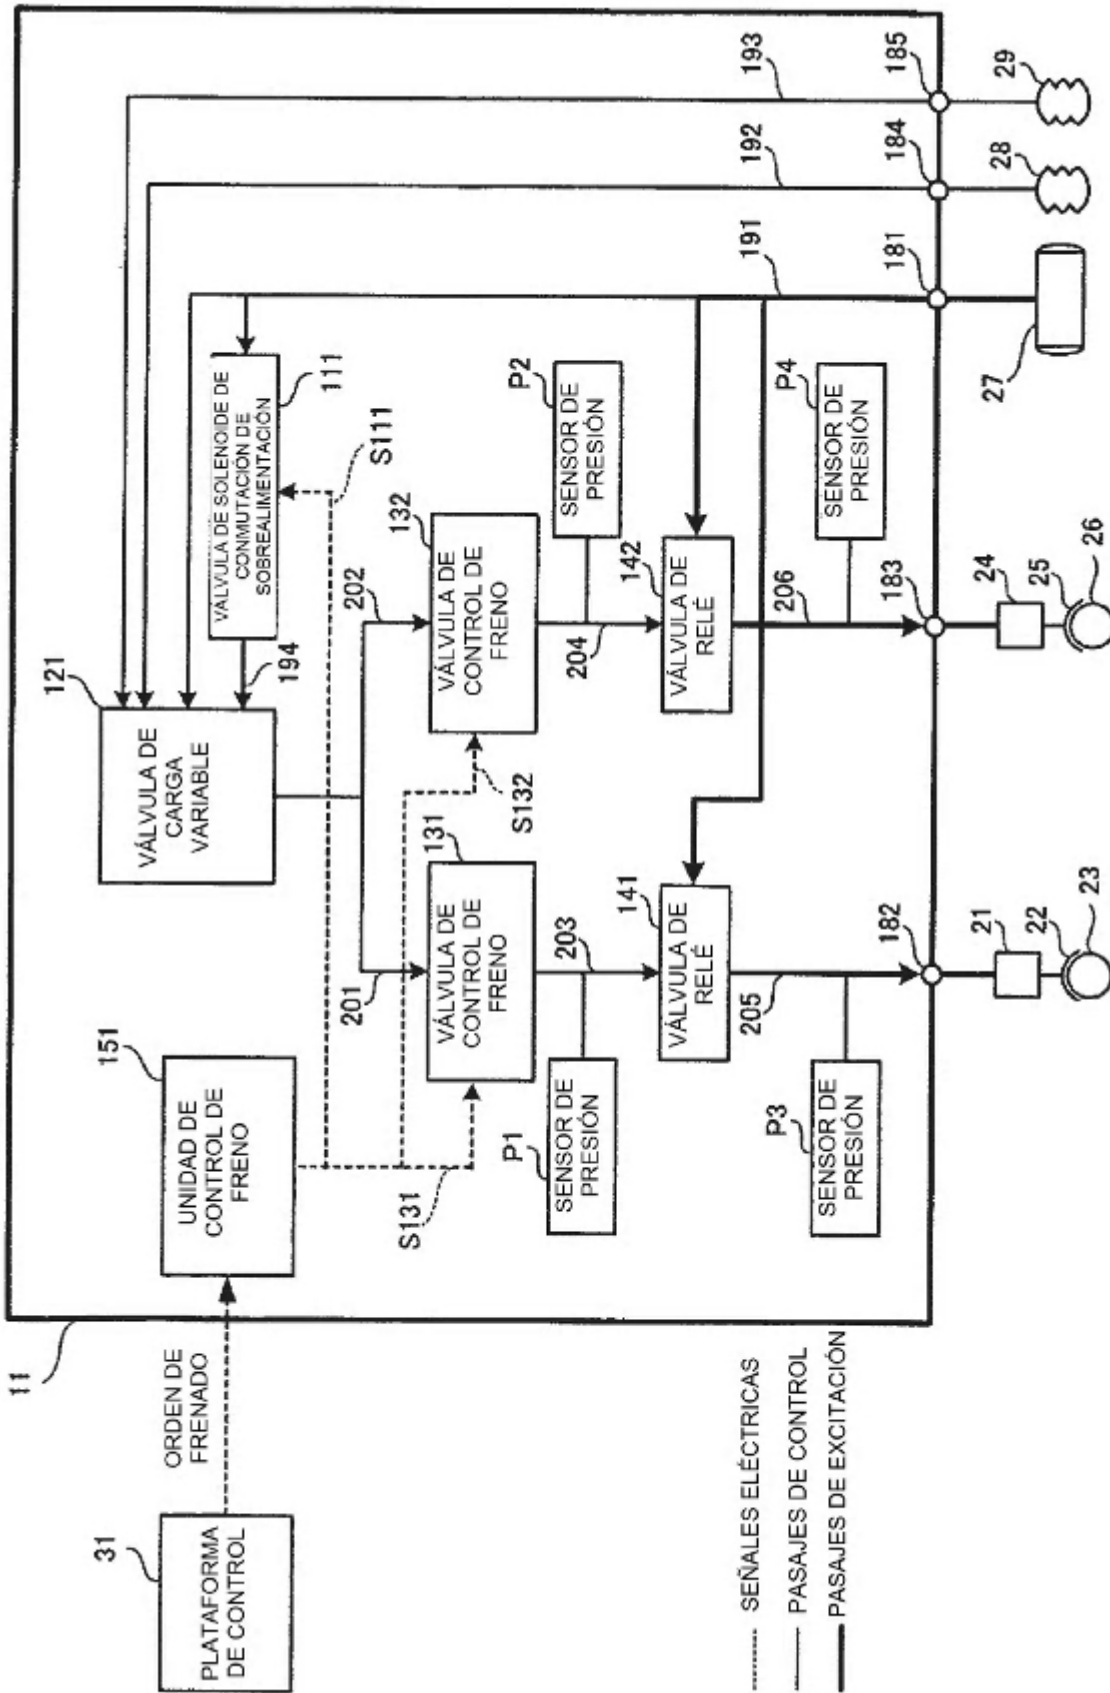 11
31
PLATAFORMA
DE CONTROL
ORDEN DE
FRENADO
151
UNIDAD DE
CONTROL DE
FRENO
121
VÁLVULA DE
CARGA
VARIABLE
194
VÁLVULA DE SOLENOIDE DE
CONMUTACIÓN DE
SOBREALIMENTACIÓN
111
S111
193
192
191
201
202
S131
S132
131
VÁLVULA DE
CONTROL DE
FRENO
132
VÁLVULA DE
CONTROL DE
FRENO
P1
SENSOR DE
PRESIÓN
203
204
P2
SENSOR DE
PRESIÓN
141
VÁLVULA DE
RELÉ
142
VÁLVULA DE
RELÉ
P3
SENSOR DE
PRESIÓN
205
206
P4
SENSOR DE
PRESIÓN
182
183
181
184
185
21
22
23
24
25
26
27
28
29
SEÑALES ELÉCTRICAS
PASAJES DE CONTROL
PASAJES DE EXCITACIÓN